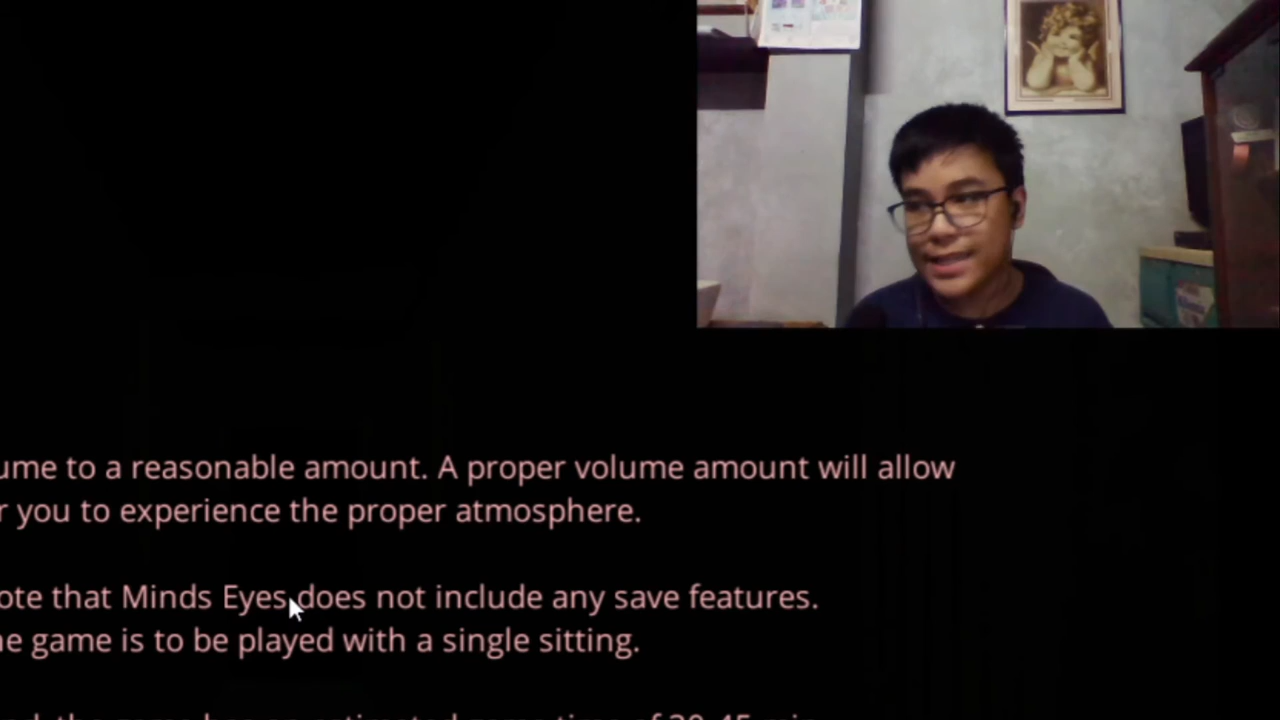 ume to a reasonable amount. A proper volume amount will allow
you to experience the proper atmosphere.
ote that Minds Eyes does not include any save features.
game is to be played with a single sitting.